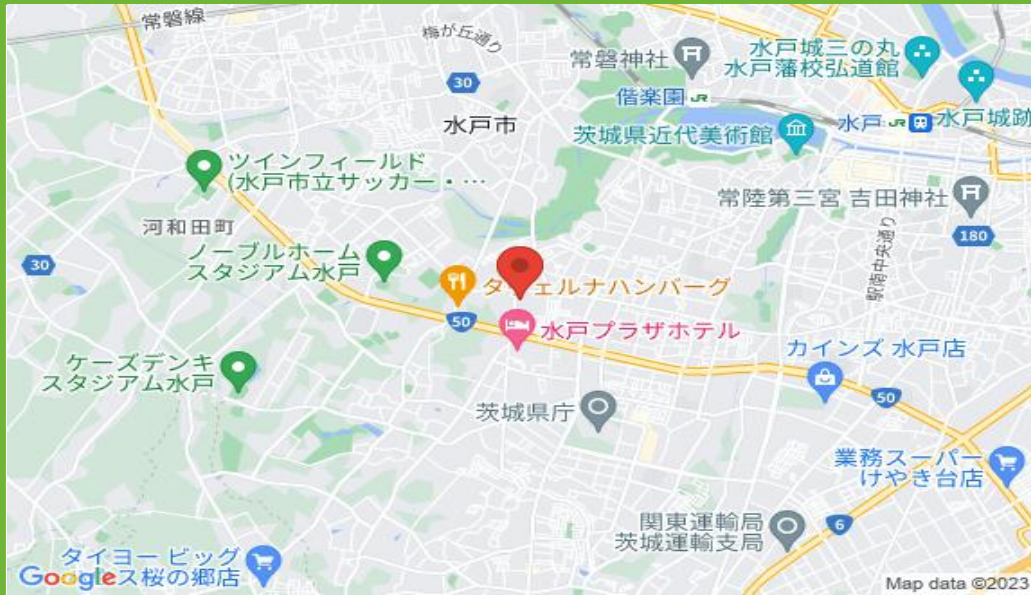 常磐線
梅が丘通り
常磐神社
水戸城三の丸
水戸藩校弘道館
30
偕楽園 JR
水戸市
茨城県近代美術館
水戸 JR
水戸城跡
ツインフィールド
(水戸市立サッカー・…
常陸第三宮 吉田神社
河和田町
180
駅南中央通り
ノーブルホーム
スタジアム水戸
30
ハンバーグ
50
水戸プラザホテル
ケーズデンキ
スタジアム水戸
カインズ 水戸店
50
茨城県庁
業務スーパー
けやき台店
関東運輸局
茨城運輸支局
6
タイヨー ビッグ
Google
ス桜の郷店
Map data ©2023